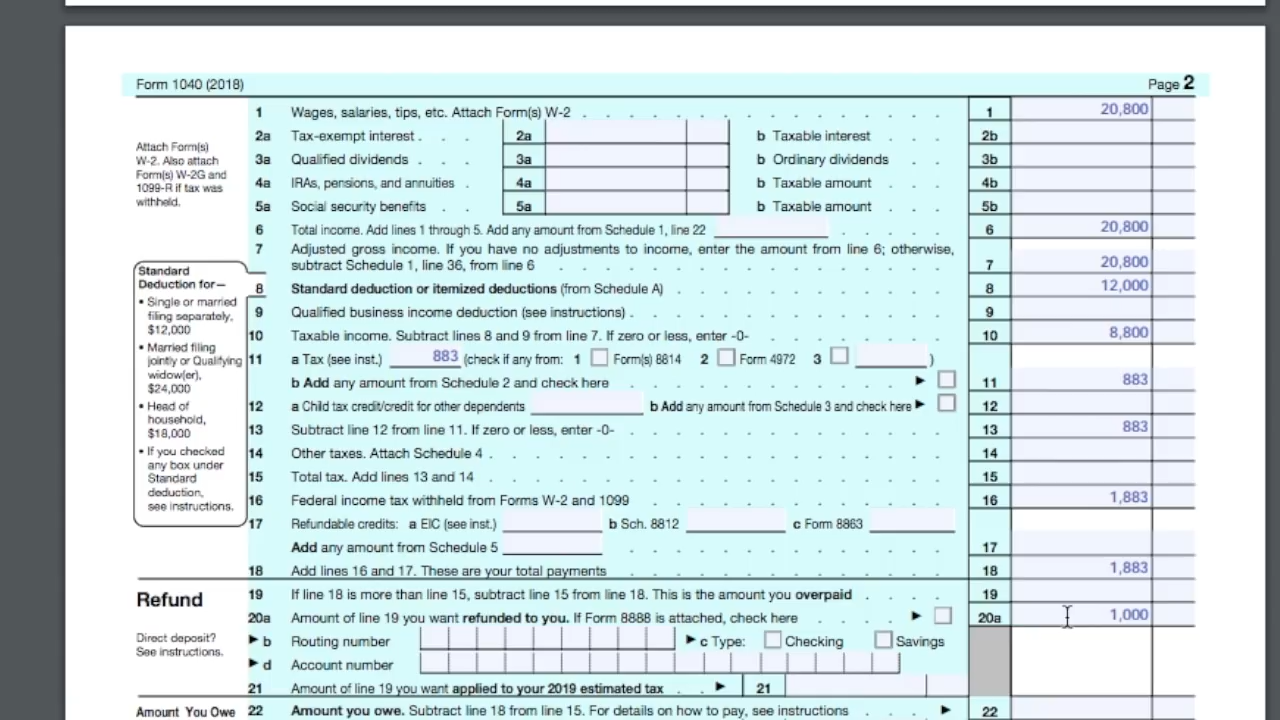 Form 1040 (2018) Page 2
Attach Form(s) W-2. Also attach Form(s) W-2G and 1099-R if tax was withheld.
1 Wages, salaries, tips, etc. Attach Form(s) W-2 . . . . . . . . . . . . . . . . 1 20,800
2a Tax-exempt interest . . . 2a b Taxable interest . . . 2b
3a Qualified dividends . . . 3a b Ordinary dividends . . 3b
4a IRAs, pensions, and annuities . 4a b Taxable amount . . . 4b
5a Social security benefits . . 5a b Taxable amount . . . 5b
6 Total income. Add lines 1 through 5. Add any amount from Schedule 1, line 22 . . . . . 6 20,800
7 Adjusted gross income. If you have no adjustments to income, enter the amount from line 6; otherwise,
subtract Schedule 1, line 36, from line 6 . . . . . . . . . . . . . . . . . 7 20,800
Standard Deduction for—
• Single or married filing separately, $12,000
• Married filing jointly or Qualifying widow(er), $24,000
• Head of household, $18,000
• If you checked any box under Standard deduction, see instructions.
8 Standard deduction or itemized deductions (from Schedule A) . . . . . . . . . . . . 8 12,000
9 Qualified business income deduction (see instructions) . . . . . . . . . . . . . . 9
10 Taxable income. Subtract lines 8 and 9 from line 7. If zero or less, enter -0- . . . . . . . . . 10 8,800
11 a Tax (see inst.) 883 (check if any from: 1 Form(s) 8814 2 Form 4972 3 )
b Add any amount from Schedule 2 and check here . . . . . . . . . . . . ▶ 11 883
12 a Child tax credit/credit for other dependents b Add any amount from Schedule 3 and check here ▶ 12
13 Subtract line 12 from line 11. If zero or less, enter -0- . . . . . . . . . . . . . . 13 883
14 Other taxes. Attach Schedule 4 . . . . . . . . . . . . . . . . . . . . 14
15 Total tax. Add lines 13 and 14 . . . . . . . . . . . . . . . . . . . . 15
16 Federal income tax withheld from Forms W-2 and 1099 . . . . . . . . . . . . . . 16 1,883
17 Refundable credits: a EIC (see inst.) b Sch. 8812 c Form 8863
Add any amount from Schedule 5 . . . . . . . . . . . . . . 17
18 Add lines 16 and 17. These are your total payments . . . . . . . . . . . . . . 18 1,883
Refund
19 If line 18 is more than line 15, subtract line 15 from line 18. This is the amount you overpaid . . . . 19
20a Amount of line 19 you want refunded to you. If Form 8888 is attached, check here . . . . ▶ 20a 1,000
Direct deposit? See instructions.
▶ b Routing number ▶ c Type: Checking Savings
▶ d Account number
21 Amount of line 19 you want applied to your 2019 estimated tax . . ▶ 21
Amount You Owe 22 Amount you owe. Subtract line 18 from line 15. For details on how to pay, see instructions . . . ▶ 22